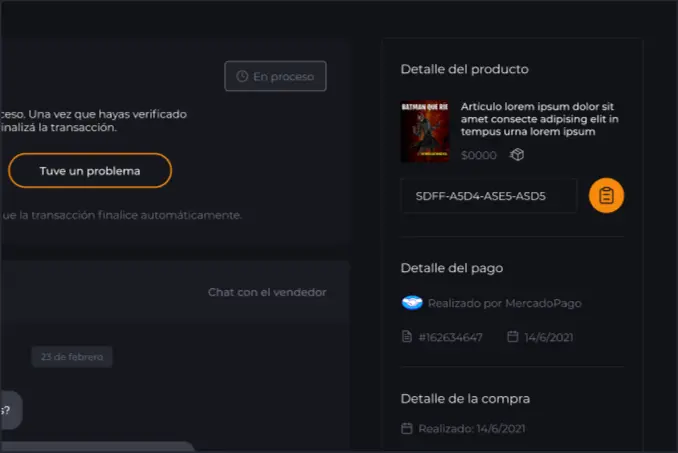 En proceso
ceso. Una vez que hayas verificado
inalizá la transacción.
Tuve un problema
ue la transacción finalice automáticamente.
Chat con el vendedor
23 de febrero
s?
Detalle del producto
BATMAN QUE RÍE
Artículo lorem ipsum dolor sit
amet consecte adipising elit in
tempus urna lorem ipsum
$0000
SDFF-A5D4-ASE5-ASD5
Detalle del pago
Realizado por MercadoPago
#162634647
14/6/2021
Detalle de la compra
Realizado: 14/6/2021